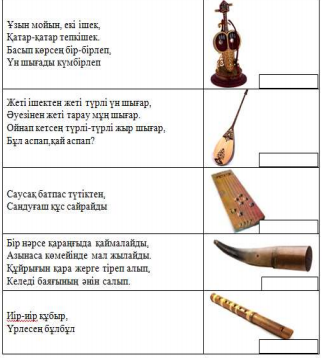 Ұзын мойын, екі ішек,
Қатар-қатар тепкішек.
Басып көрсең бір-бірлеп,
Үн шығады күмбірлеп
Жеті ішектен жеті түрлі үн шығар,
Әуезінен жеті тарау мұң шығар.
Ойнап кетсең түрлі-түрлі жыр шығар,
Бұл аспап,қай аспап?
Саусақ батпас түтіктен,
Сандуғаш құс сайрайды
Бір нәрсе қараңғыда қаймалайды,
Азынаса көмейінде мал жылайды.
Құйрығын қара жерге тіреп алып,
Келеді баяғының әнін салып.
Иір-иір құбыр,
Үрлесең бұлбұл